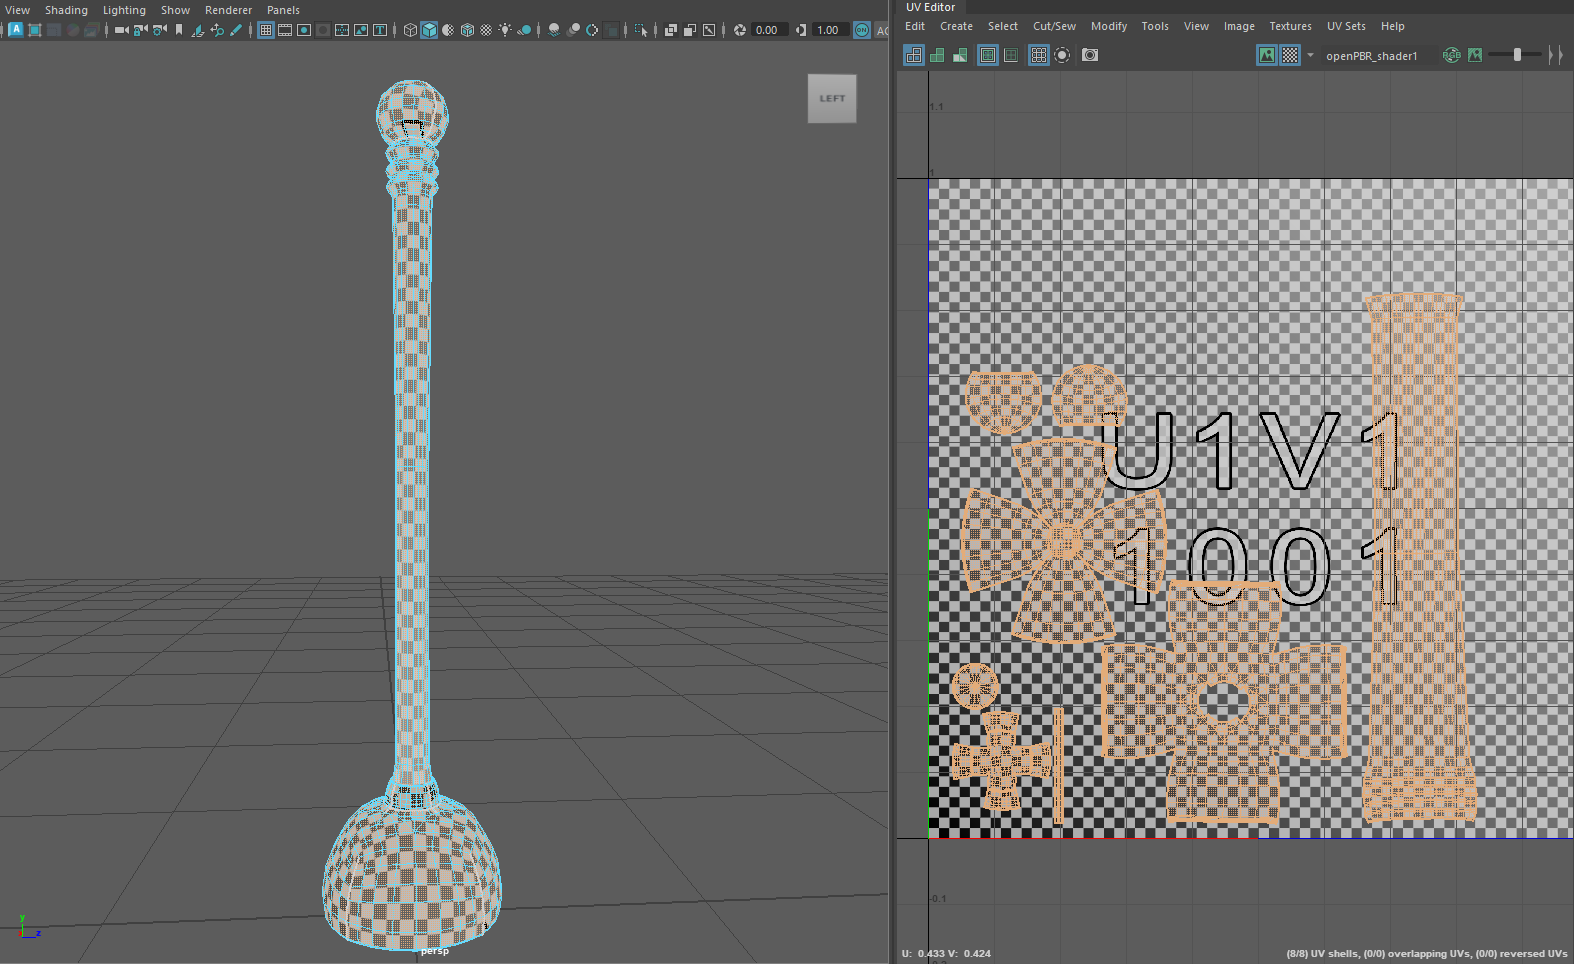 View Shading Lighting Show Renderer Panels
0.00 1.00 ON
LEFT
persp
y
z
UV Editor
Edit Create Select Cut/Sew Modify Tools View Image Textures UV Sets Help
openPBR_shader1 RGB
1.1
1
U1V1
1001
-0.1
U: 0.433 V: 0.424 (8/8) UV shells, (0/0) overlapping UVs, (0/0) reversed UVs